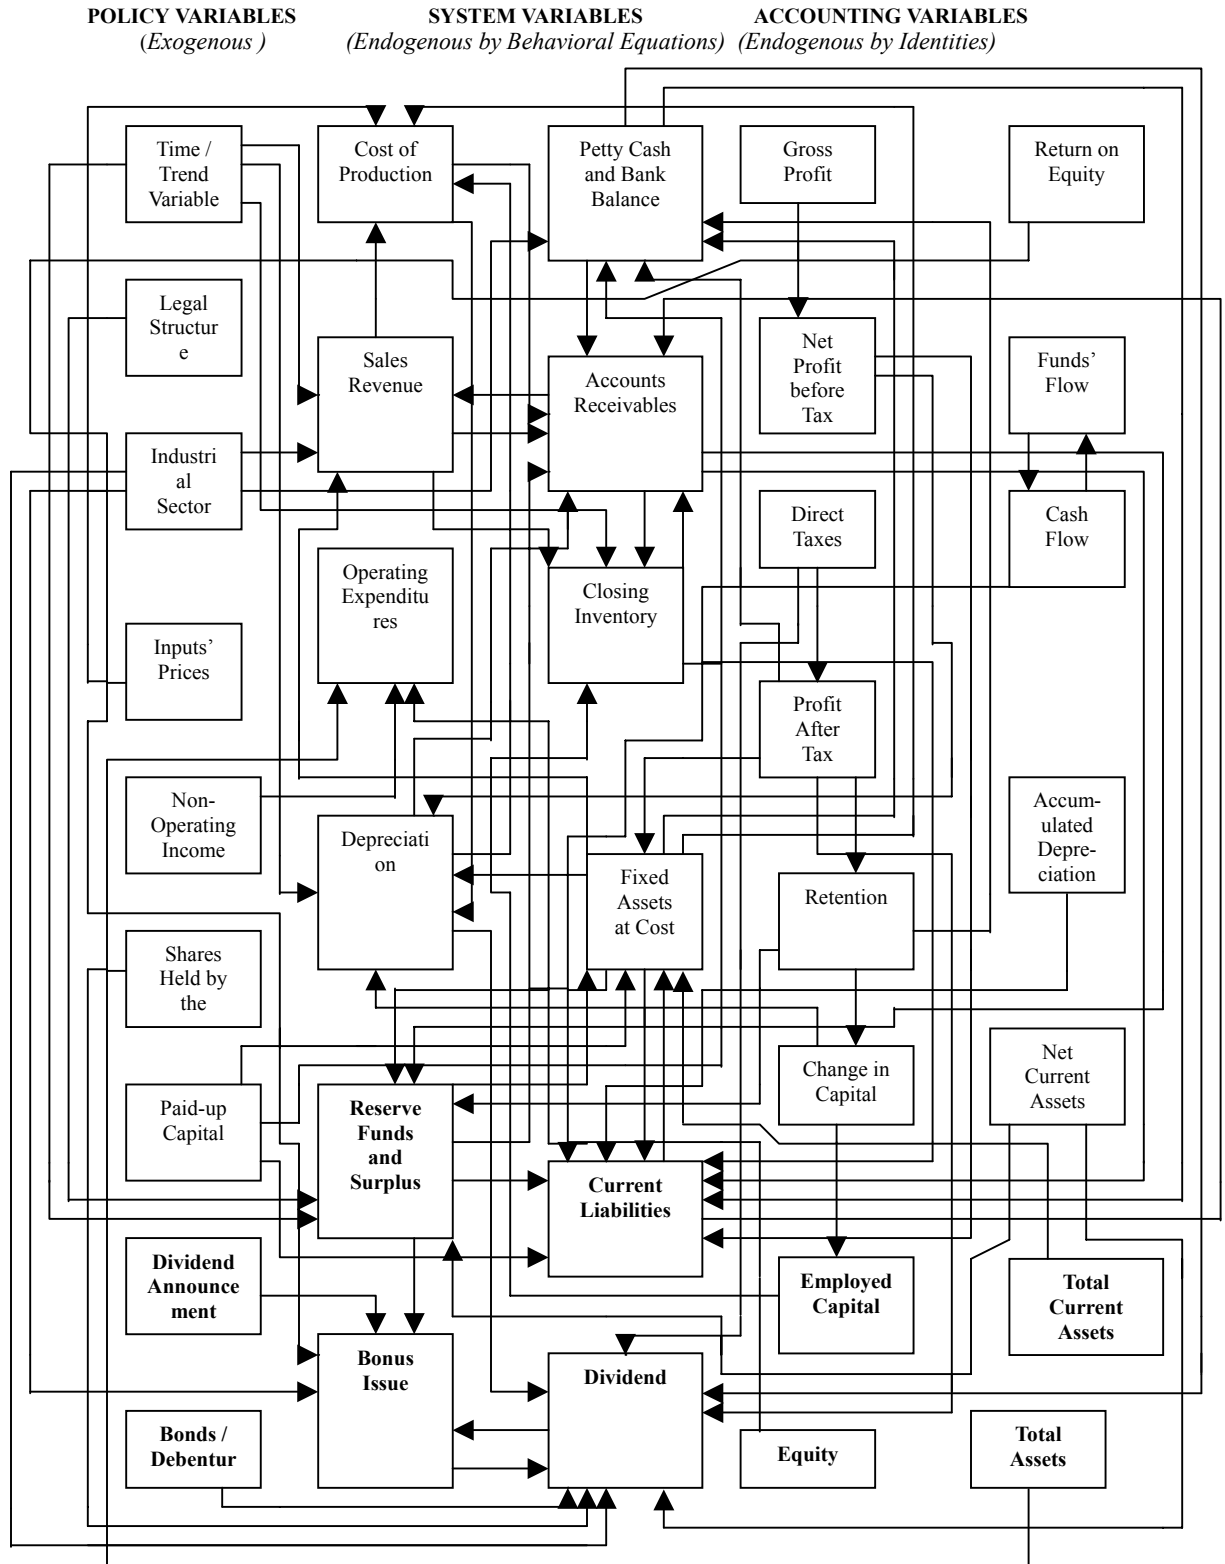 POLICY VARIABLES
(Exogenous )
SYSTEM VARIABLES
(Endogenous by Behavioral Equations)
ACCOUNTING VARIABLES
(Endogenous by Identities)
Time /
Trend
Variable
Cost of
Production
Petty Cash
and Bank
Balance
Gross
Profit
Return on
Equity
Legal
Structur
e
Sales
Revenue
Accounts
Receivables
Net
Profit
before
Tax
Funds'
Flow
Industri
al
Sector
Operating
Expenditu
res
Closing
Inventory
Direct
Taxes
Cash
Flow
Inputs'
Prices
Profit
After
Tax
Non-
Operating
Income
Depreciati
on
Fixed
Assets
at Cost
Retention
Accum-
ulated
Depre-
ciation
Shares
Held by
the
Paid-up
Capital
Reserve
Funds
and
Surplus
Current
Liabilities
Change in
Capital
Net
Current
Assets
Dividend
Announce
ment
Bonus
Issue
Dividend
Employed
Capital
Total
Current
Assets
Bonds /
Debentur
Equity
Total
Assets